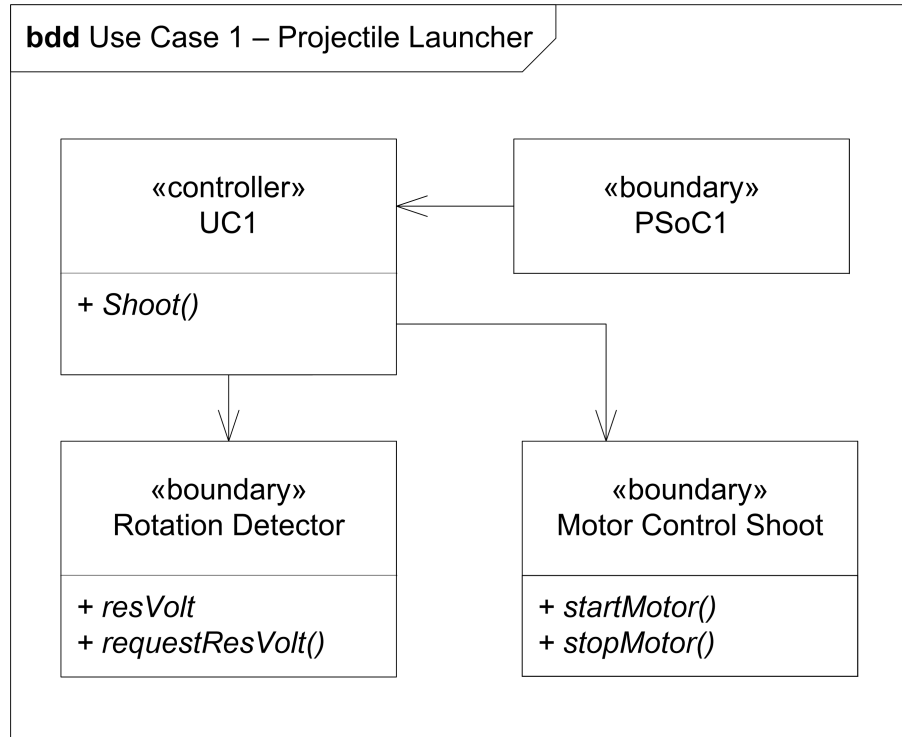 bdd Use Case 1 – Projectile Launcher
«controller»
UC1
+ Shoot()
«boundary»
PSoC1
«boundary»
Rotation Detector
+ resVolt
+ requestResVolt()
«boundary»
Motor Control Shoot
+ startMotor()
+ stopMotor()